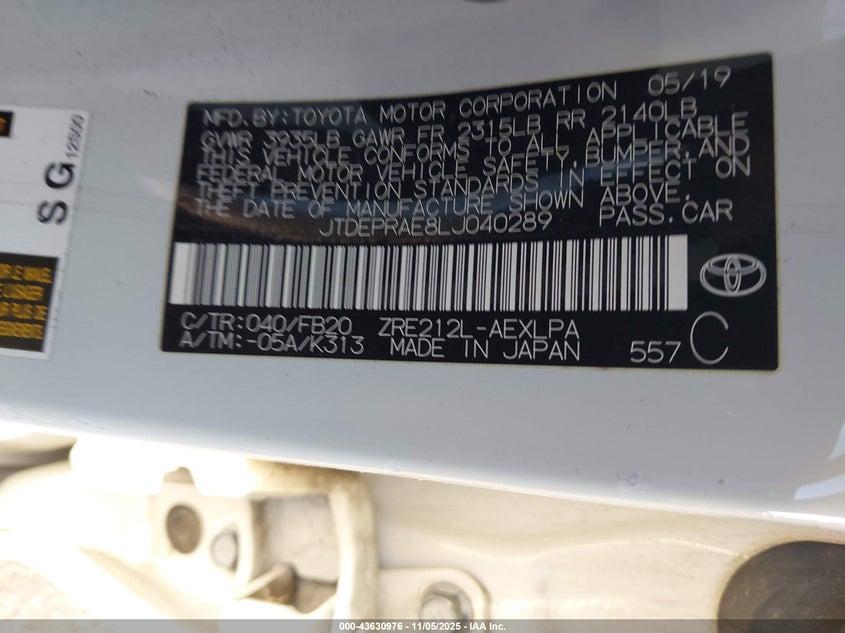 MFD.BY:TOYOTA MOTOR CORPORATION 05/19
GVWR 3935LB GAWR FR 2315LB RR 2140LB
THIS VEHICLE CONFORMS TO ALL APPLICABLE
FEDERAL MOTOR VEHICLE SAFETY,BUMPER,AND
THEFT PREVENTION STANDARDS IN EFFECT ON
THE DATE OF MANUFACTURE SHOWN ABOVE.
JTDEPRAE8LJ040289 PASS.CAR
C/TR:040/FB20 ZRE212L-AEXLPA
A/TM:-05A/K313 MADE IN JAPAN 557 C
SG 12500
000-43630976 | 11/05/2025 - IAA Inc.